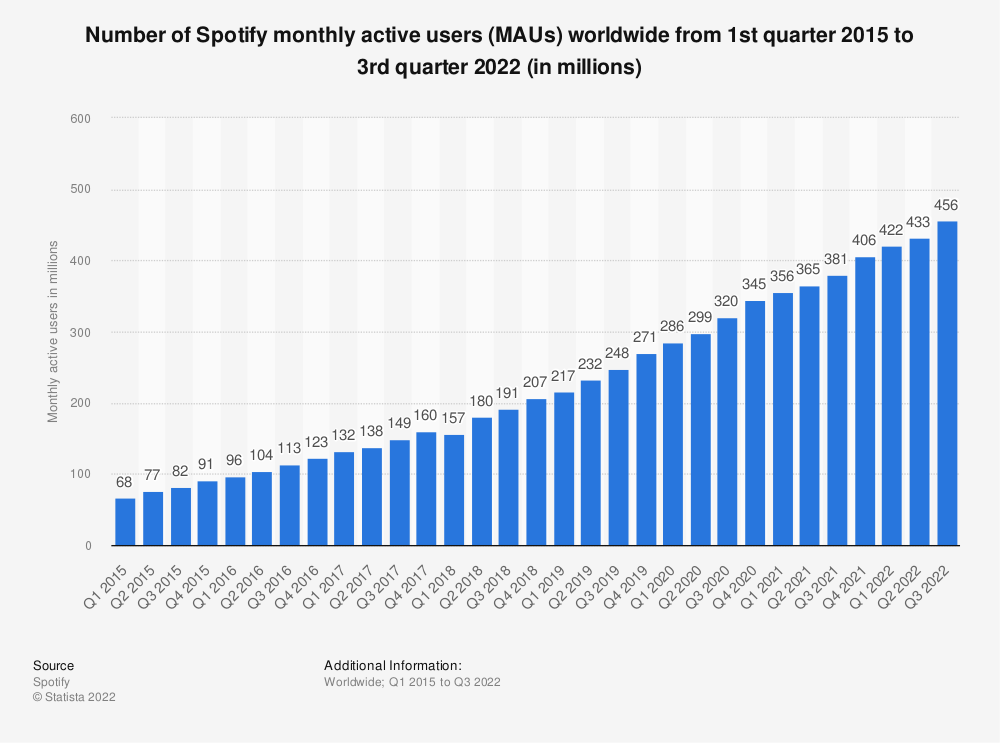 Number of Spotify monthly active users (MAUs) worldwide from 1st quarter 2015 to
3rd quarter 2022 (in millions)
Monthly active users in millions
600
500
400
300
200
100
0
68
77
82
91
96
104
113
123
132
138
149
160
157
180
191
207
217
232
248
271
286
299
320
345
356
365
381
406
422
433
456
Q1 2015
Q2 2015
Q3 2015
Q4 2015
Q1 2016
Q2 2016
Q3 2016
Q4 2016
Q1 2017
Q2 2017
Q3 2017
Q4 2017
Q1 2018
Q2 2018
Q3 2018
Q4 2018
Q1 2019
Q2 2019
Q3 2019
Q4 2019
Q1 2020
Q2 2020
Q3 2020
Q4 2020
Q1 2021
Q2 2021
Q3 2021
Q4 2021
Q1 2022
Q2 2022
Q3 2022
Source
Spotify
© Statista 2022
Additional Information:
Worldwide; Q1 2015 to Q3 2022